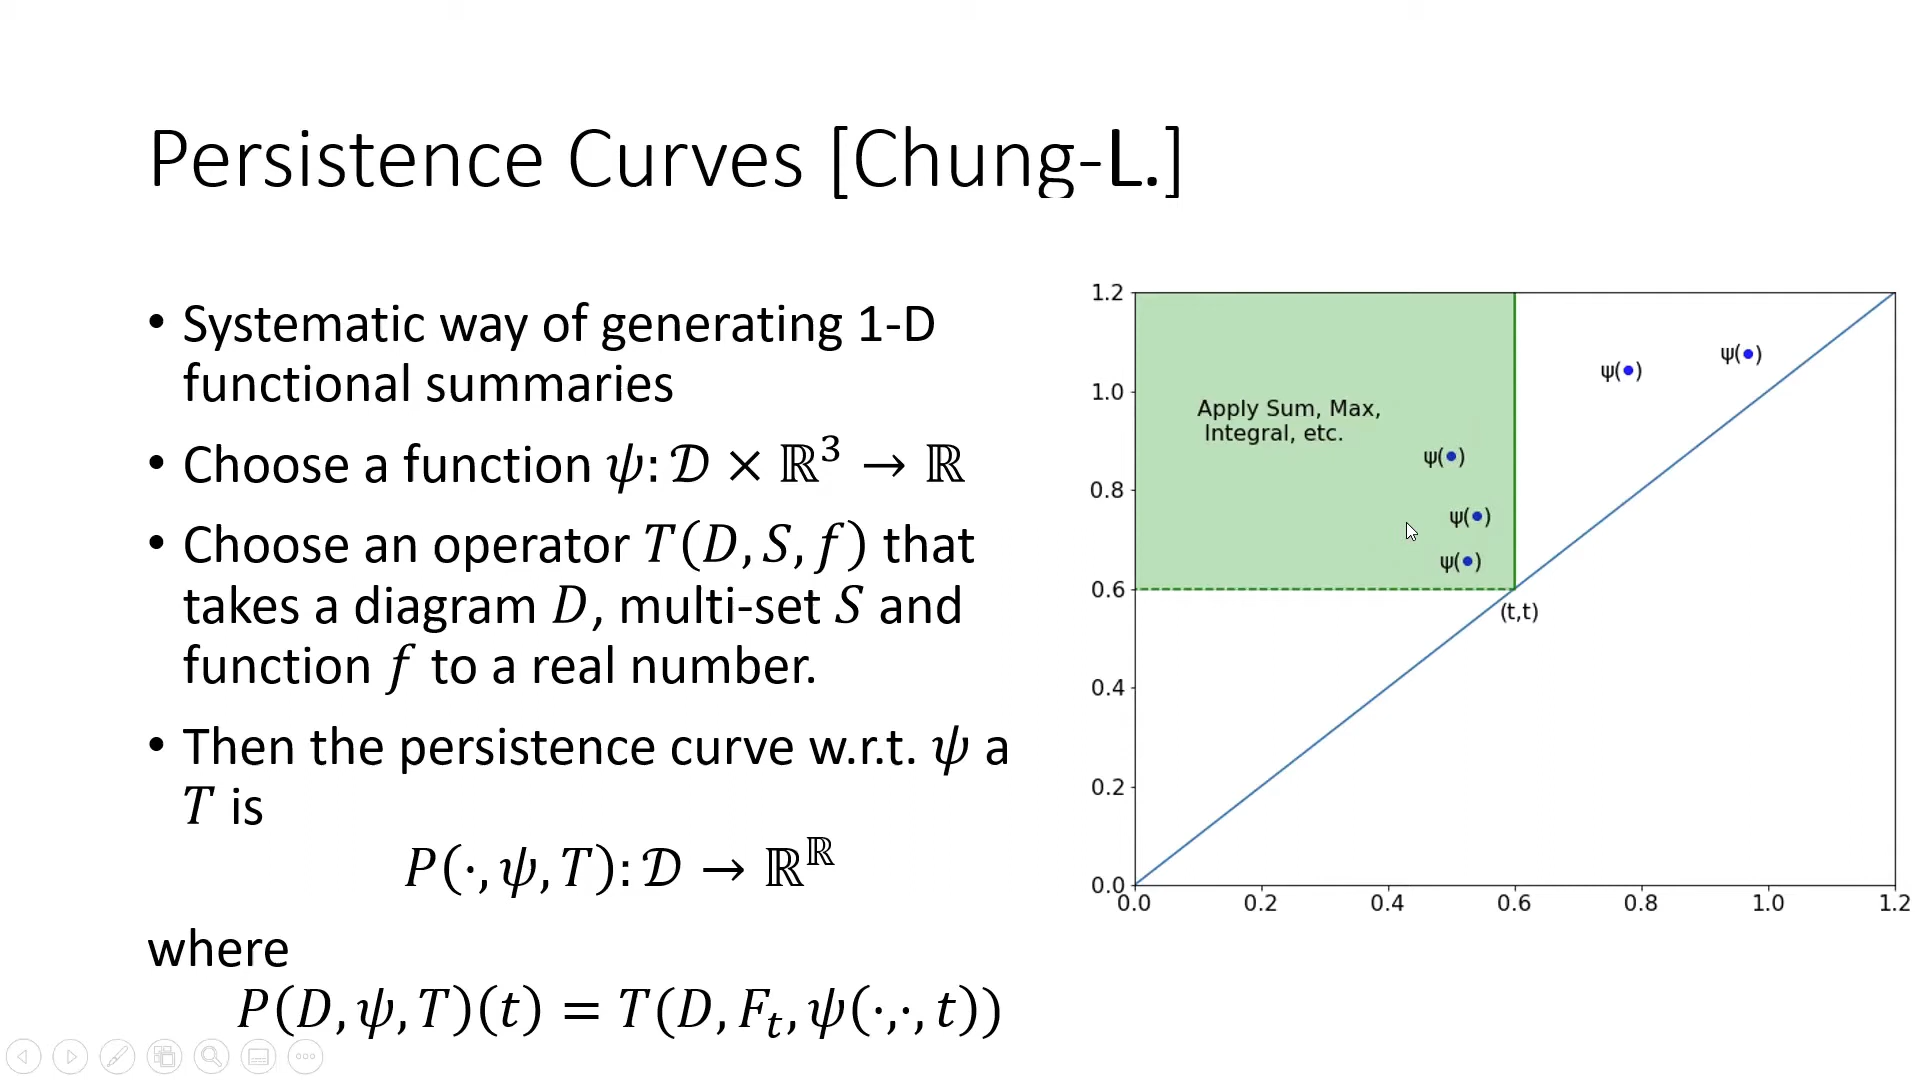 Persistence Curves [Chung-L.]
• Systematic way of generating 1-D
functional summaries
• Choose a function ψ: 𝒟 × ℝ³ → ℝ
• Choose an operator T(D, S, f) that
takes a diagram D, multi-set S and
function f to a real number.
• Then the persistence curve w.r.t. ψ a
T is
P(·, ψ, T): 𝒟 → ℝ^ℝ
where
P(D, ψ, T)(t) = T(D, F_t, ψ(·,·, t))
1.2
1.0
0.8
0.6
0.4
0.2
0.0
Apply Sum, Max,
Integral, etc.
ψ(•)
ψ(•)
ψ(•)
ψ(•)
ψ(•)
(t,t)
0.0 0.2 0.4 0.6 0.8 1.0 1.2